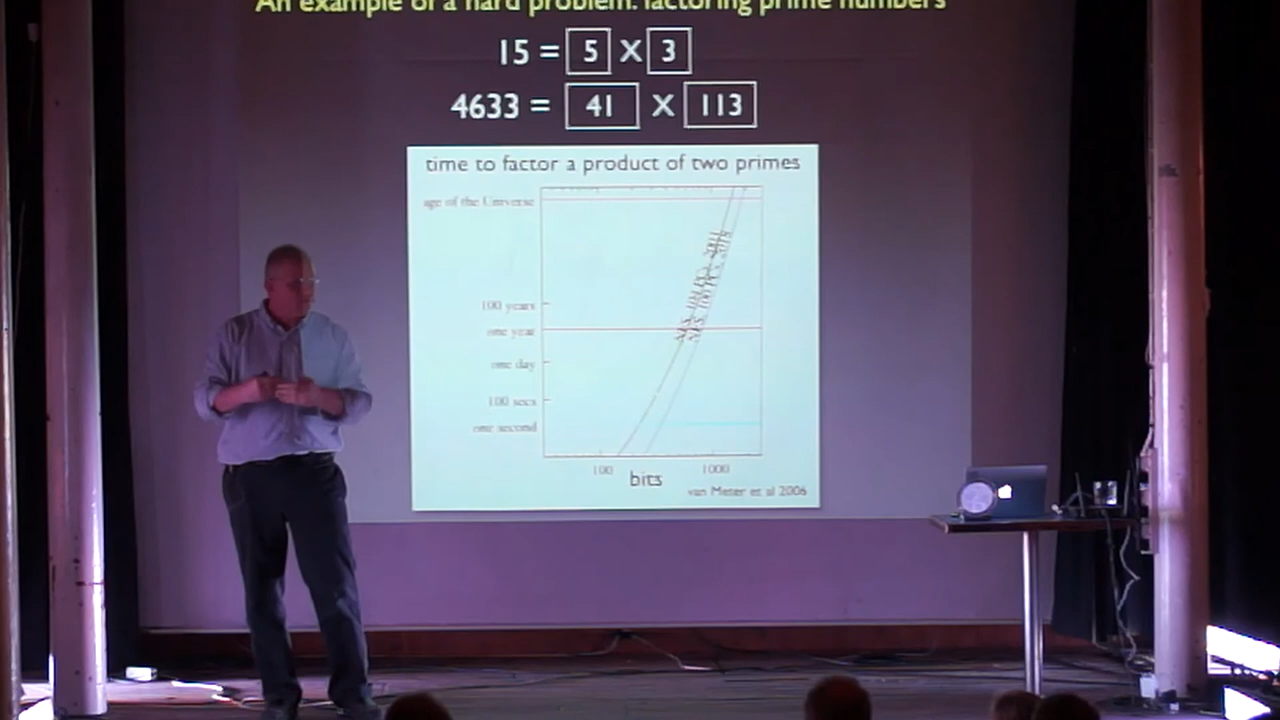 An example of a hard problem: factoring prime numbers
15 = 5 X 3
4633 = 41 X 113
time to factor a product of two primes
age of the Universe
100 years
one year
one day
100 secs
one second
100 1000
bits
van Meter et al 2006